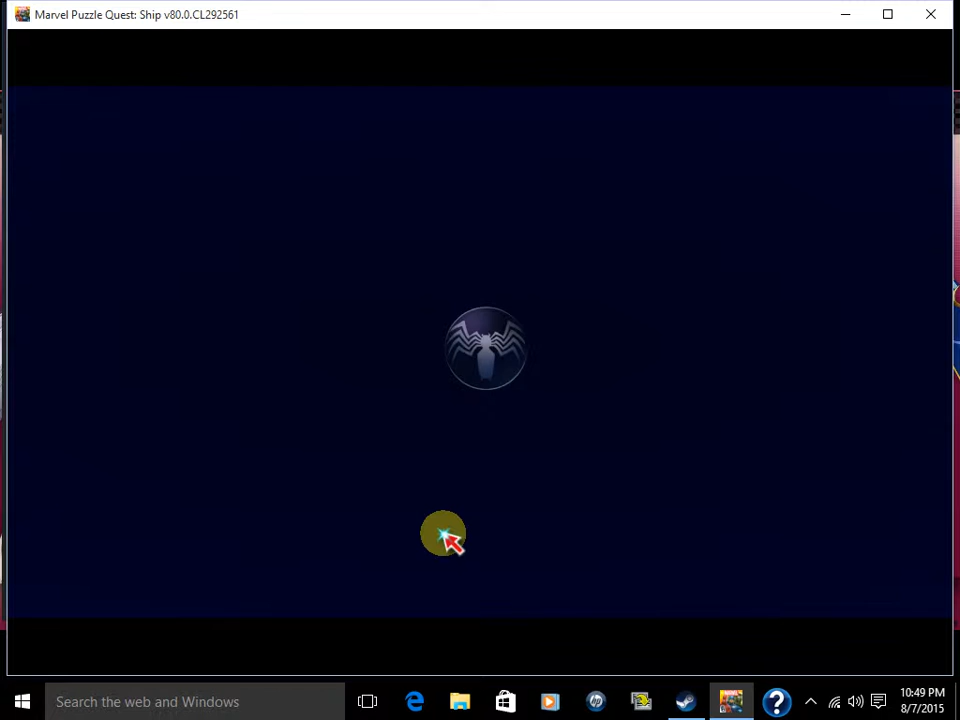 Marvel Puzzle Quest: Ship v80.0.CL292561
Search the web and Windows
10:49 PM
8/7/2015